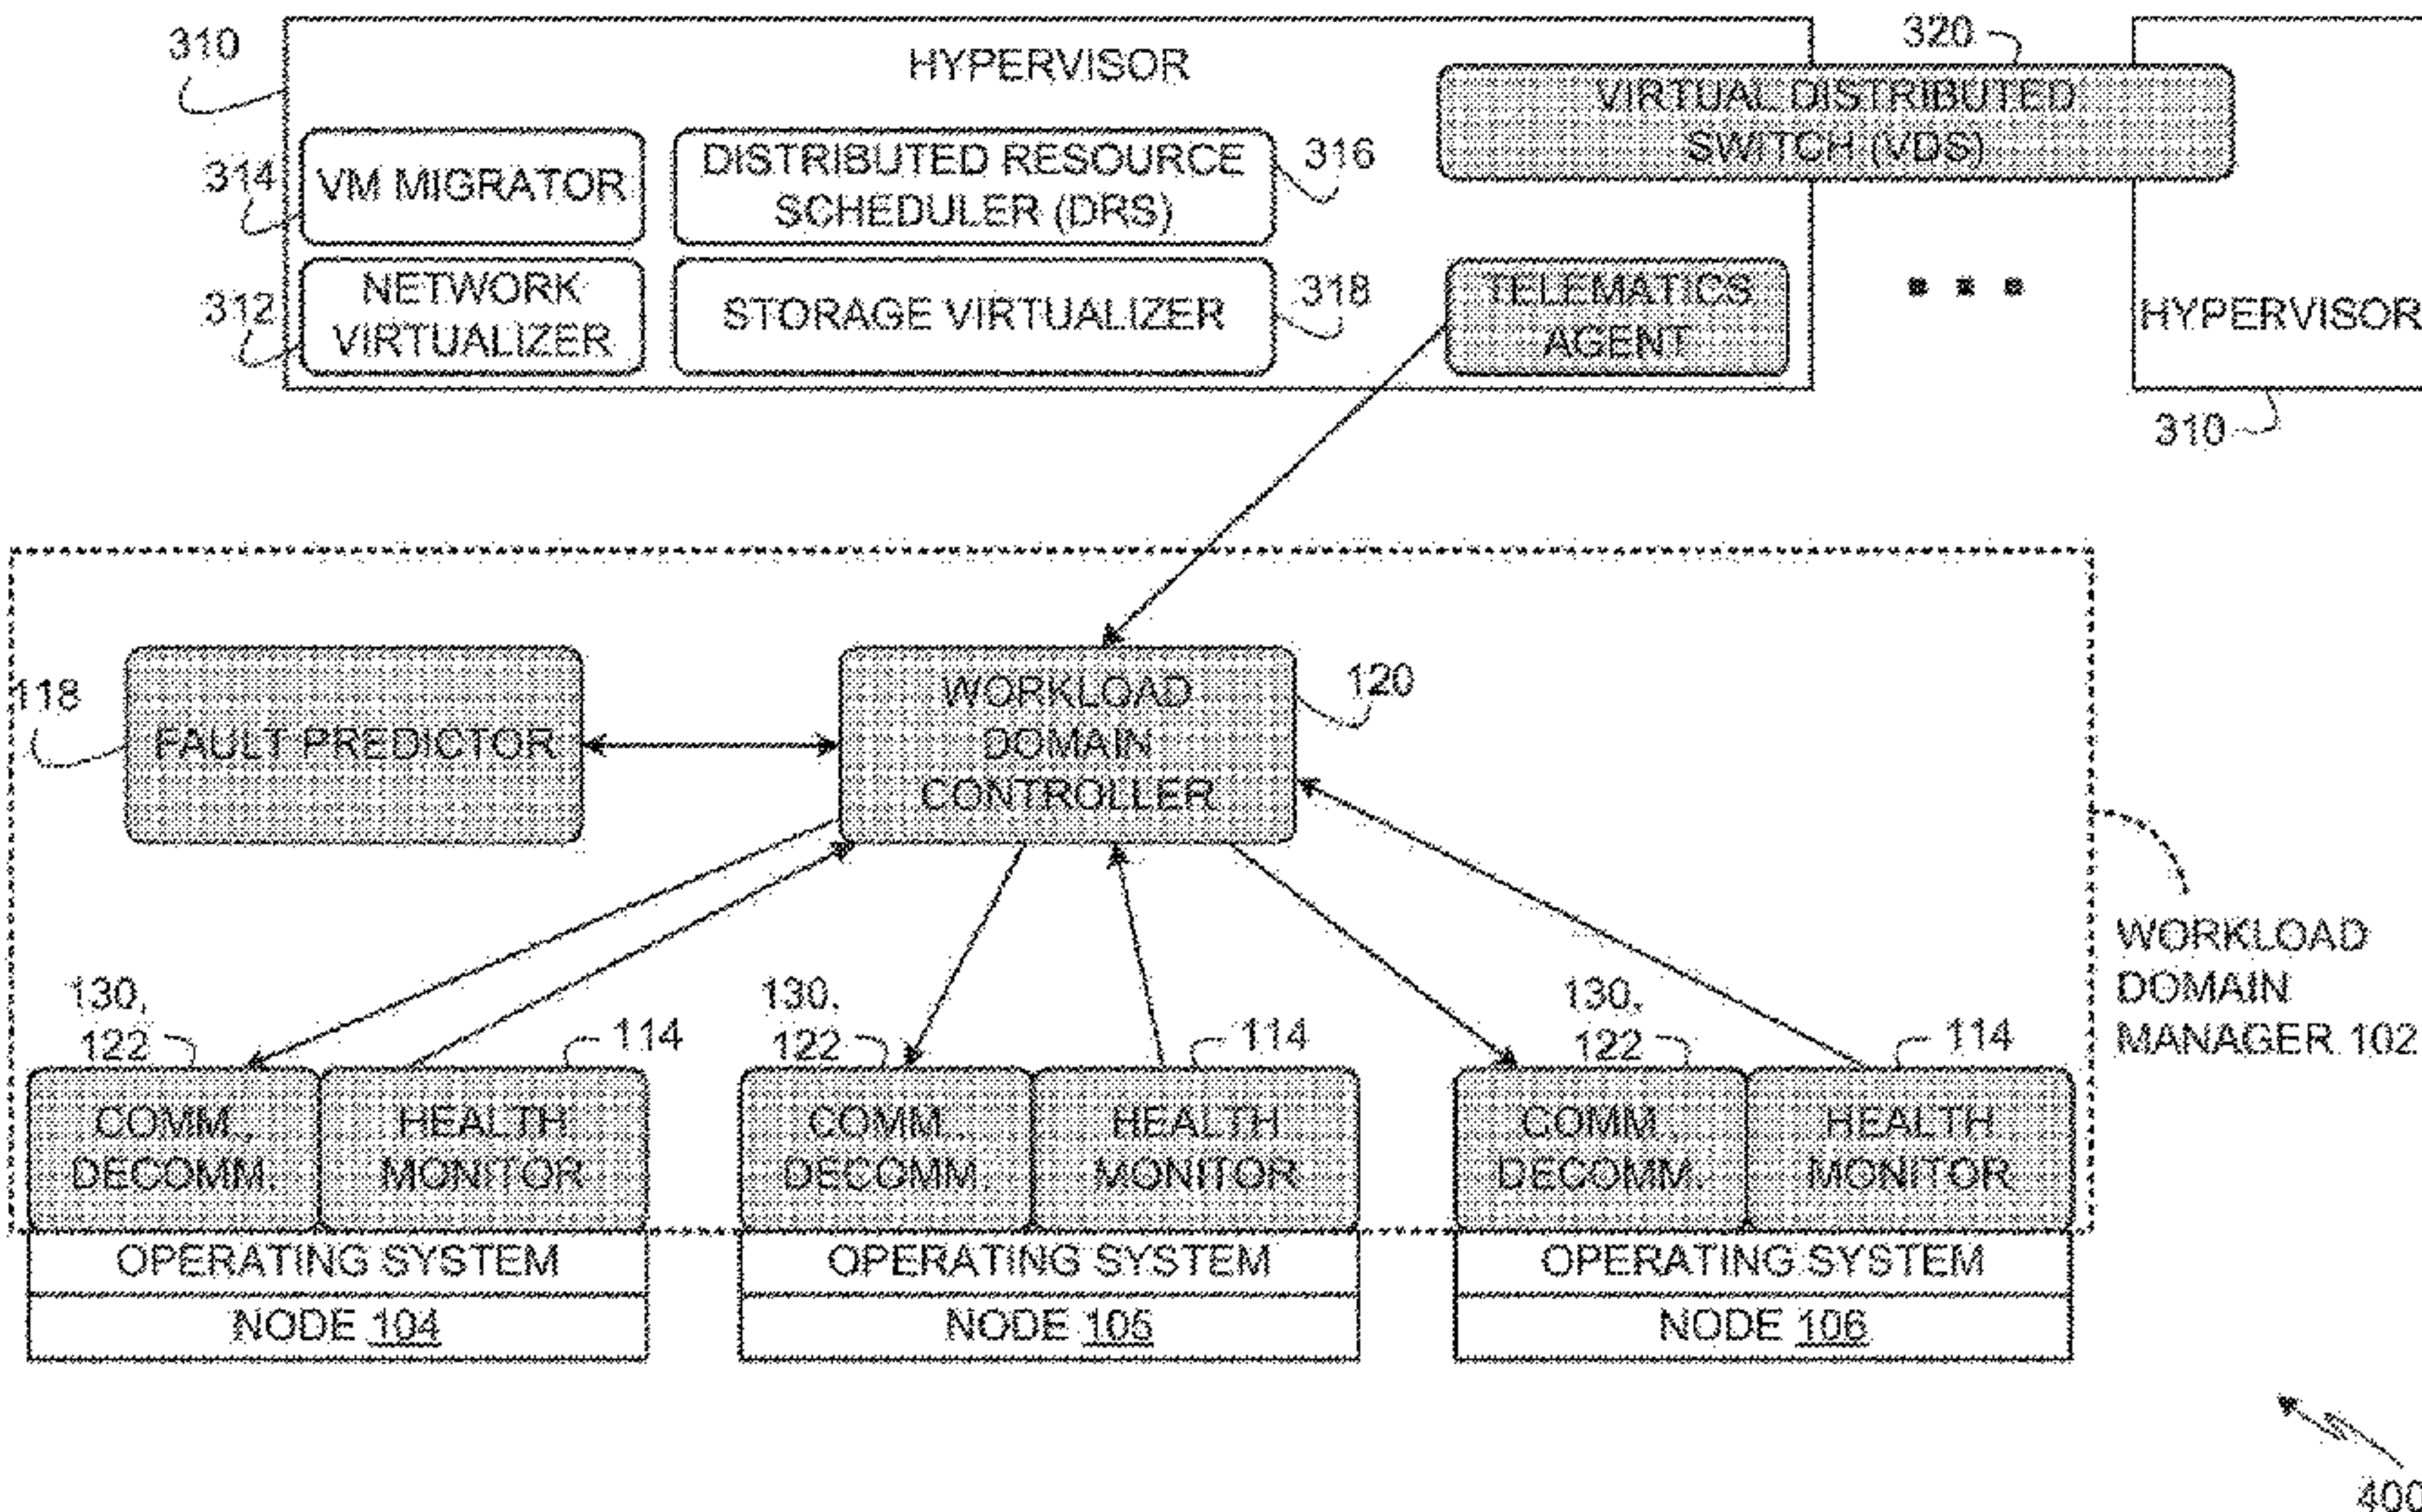 310
HYPERVISOR
320
VIRTUAL DISTRIBUTED
SWITCH (VDS)
314
VM MIGRATOR
DISTRIBUTED RESOURCE
SCHEDULER (DRS)
316
312
NETWORK
VIRTUALIZER
STORAGE VIRTUALIZER
318
TELEMATICS
AGENT
HYPERVISOR
310
118
FAULT PREDICTOR
WORKLOAD
DOMAIN
CONTROLLER
120
WORKLOAD
DOMAIN
MANAGER 102
130,
122
114
COMM.,
DECOMM.
HEALTH
MONITOR
OPERATING SYSTEM
NODE 104
130,
122
114
COMM.,
DECOMM.
HEALTH
MONITOR
OPERATING SYSTEM
NODE 105
130,
122
114
COMM.,
DECOMM.
HEALTH
MONITOR
OPERATING SYSTEM
NODE 106
400